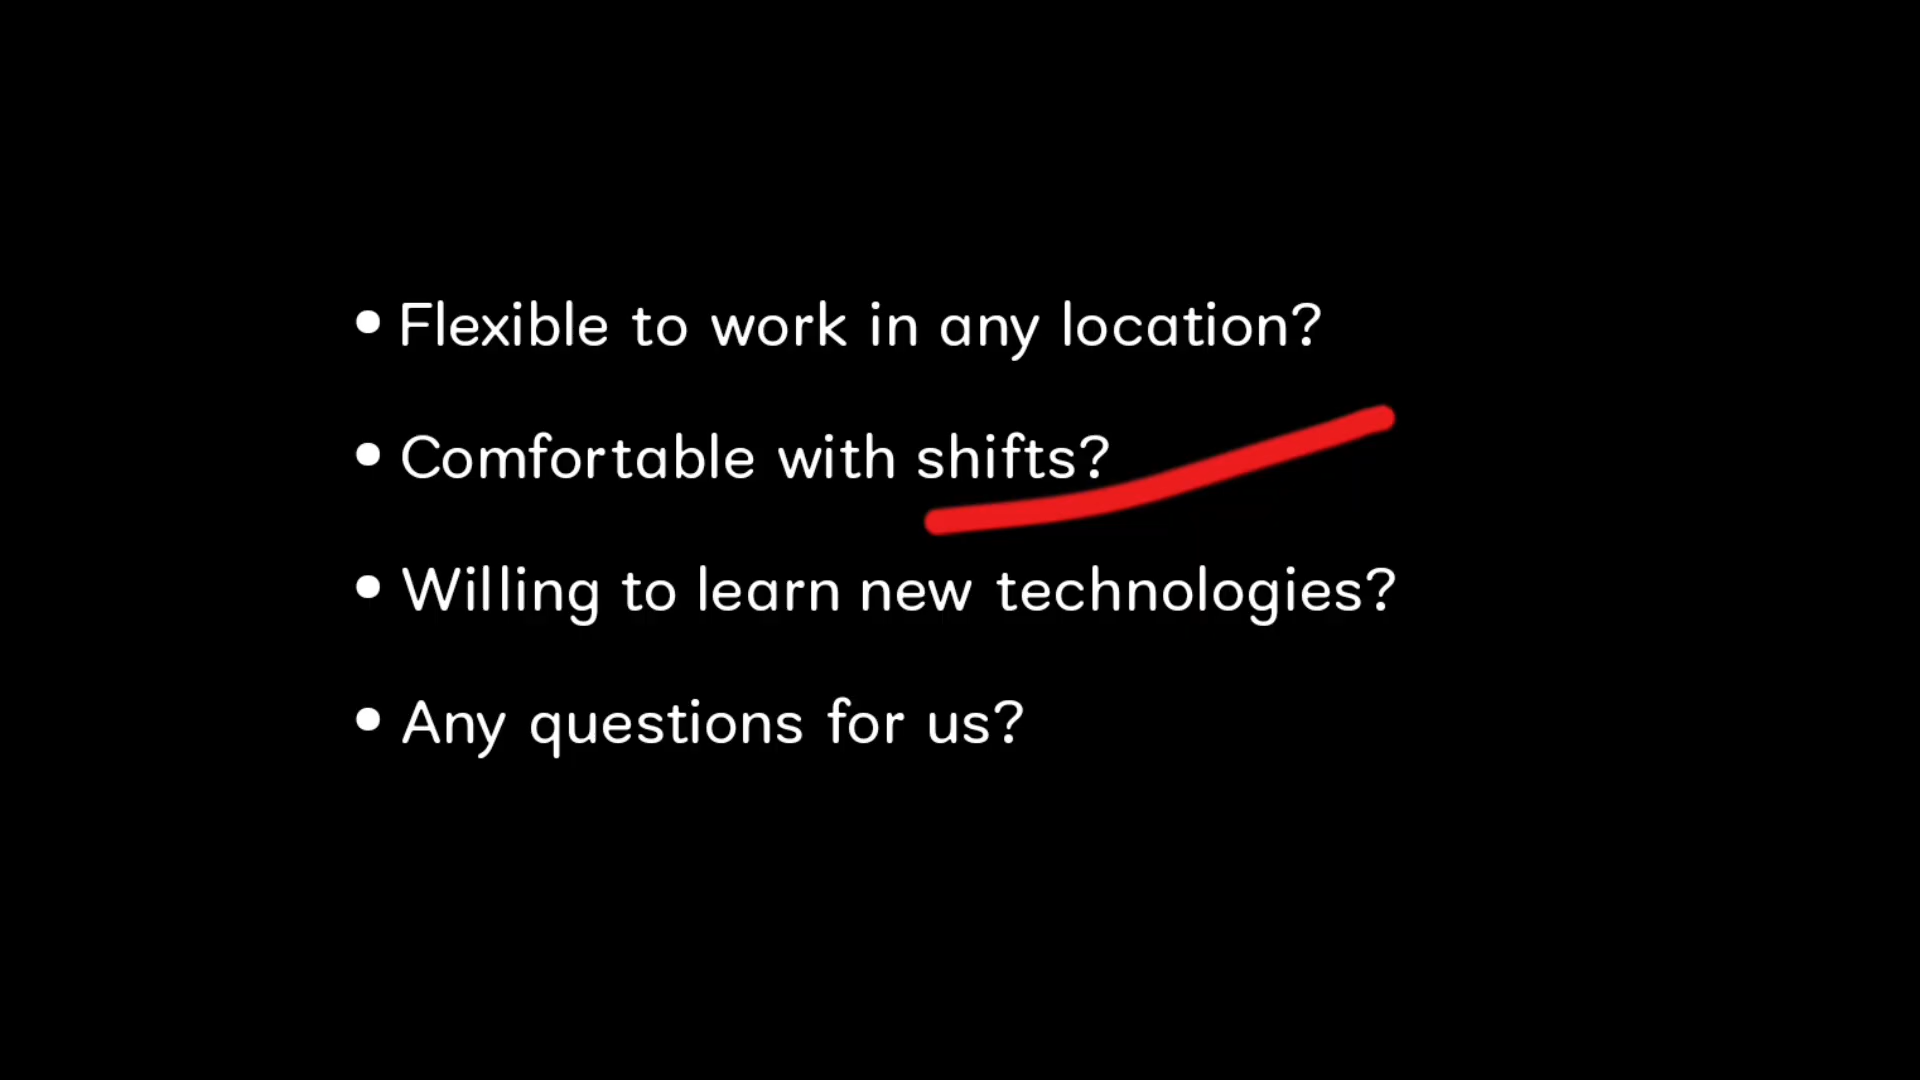 • Flexible to work in any location?
• Comfortable with shifts?
• Willing to learn new technologies?
• Any questions for us?